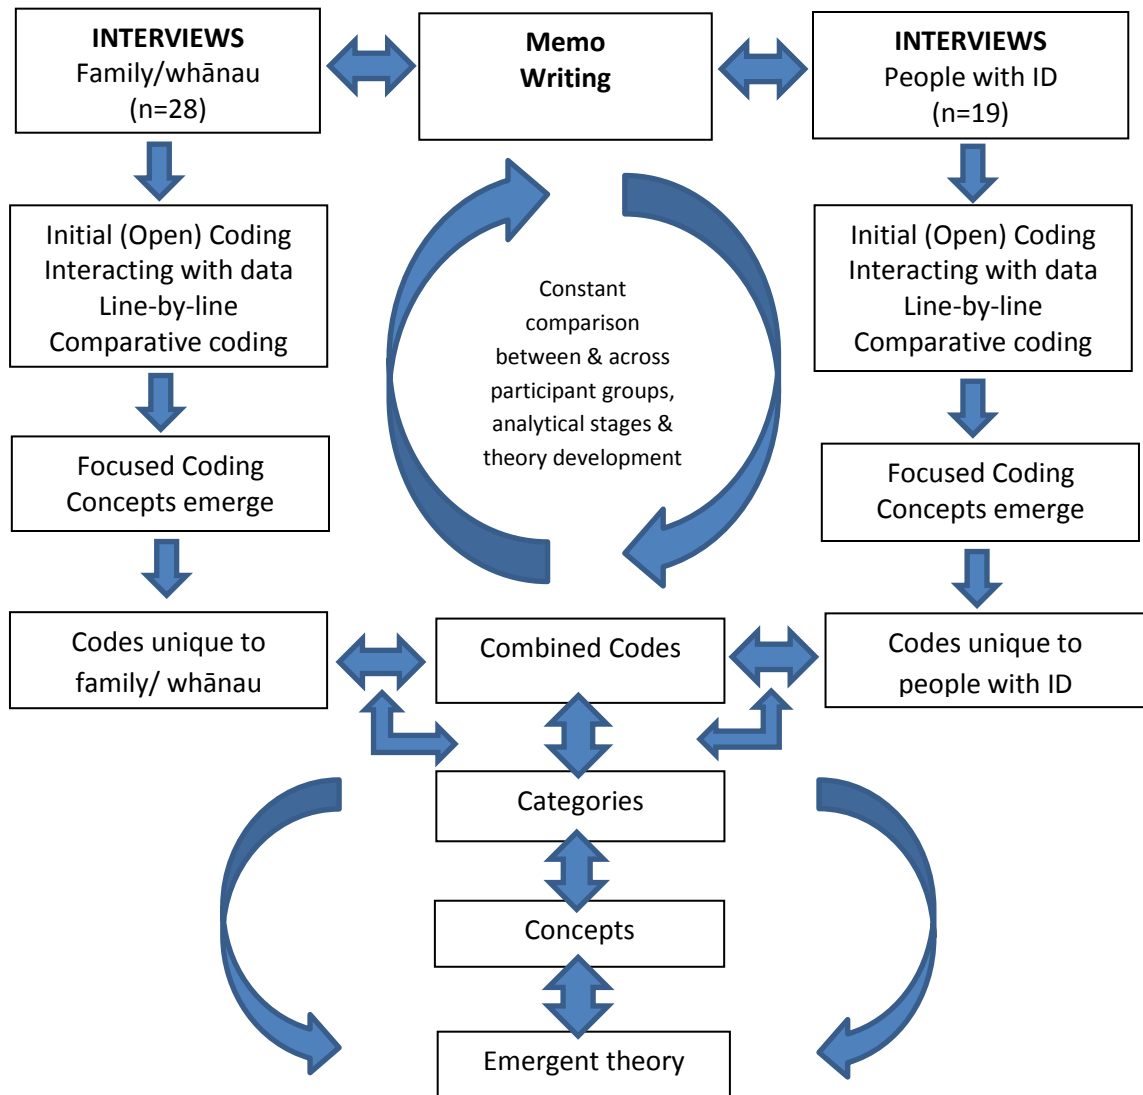 INTERVIEWS
Family/whānau
(n=28)
Memo
Writing
INTERVIEWS
People with ID
(n=19)
Initial (Open) Coding
Interacting with data
Line-by-line
Comparative coding
Constant
comparison
between & across
participant groups,
analytical stages &
theory development
Initial (Open) Coding
Interacting with data
Line-by-line
Comparative coding
Focused Coding
Concepts emerge
Focused Coding
Concepts emerge
Codes unique to
family/ whānau
Combined Codes
Codes unique to
people with ID
Categories
Concepts
Emergent theory